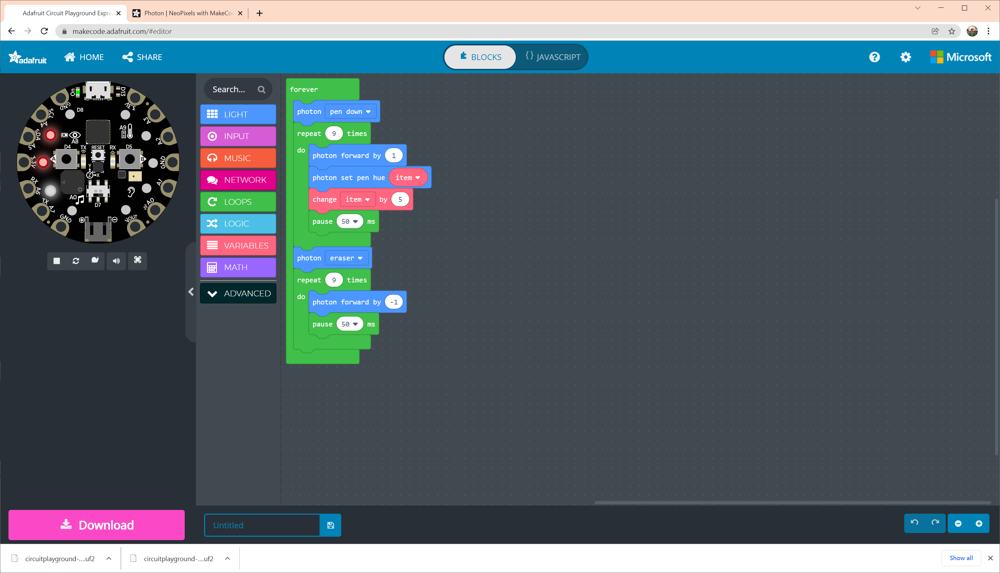 Adafruit Circuit Playground Expre
Photon | NeoPixels with MakeCo
makecode.adafruit.com/#editor
adafruit
HOME
SHARE
BLOCKS
{} JAVASCRIPT
Microsoft
On
D13
GND
D8
3.3V
SCL
A4
A3
SDA
A5
A8
A9
A2
D4
TX
RESET
RX
D5
3.3V
A
B
GND
Y
Z
X
RX
A6
A1
A0
D7
TX
A7
A0
GND
VOUT
Search...
LIGHT
INPUT
MUSIC
NETWORK
LOOPS
LOGIC
VARIABLES
MATH
ADVANCED
forever
photon pen down
repeat 9 times
do
photon forward by 1
photon set pen hue item
change item by 5
pause 50 ms
photon eraser
repeat 9 times
do
photon forward by -1
pause 50 ms
Download
Untitled
circuitplayground-....uf2
circuitplayground-....uf2
Show all